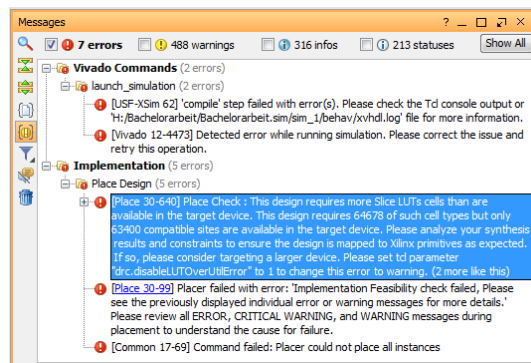 Messages
7 errors 488 warnings 316 infos 213 statuses Show All
Vivado Commands (2 errors)
launch_simulation (2 errors)
[USF-XSim 62] 'compile' step failed with error(s). Please check the Tcl console output or
'H:/Bachelorarbeit/Bachelorarbeit.sim/sim_1/behav/xvhdl.log' file for more information.
[Vivado 12-4473] Detected error while running simulation. Please correct the issue and
retry this operation.
Implementation (5 errors)
Place Design (5 errors)
[Place 30-640] Place Check : This design requires more Slice LUTs cells than are
available in the target device. This design requires 64678 of such cell types but only
63400 compatible sites are available in the target device. Please analyze your synthesis
results and constraints to ensure the design is mapped to Xilinx primitives as expected.
If so, please consider targeting a larger device. Please set tcl parameter
"drc.disableLUTOverUtilError" to 1 to change this error to warning. (2 more like this)
[Place 30-99] Placer failed with error: 'Implementation Feasibility check failed, Please
see the previously displayed individual error or warning messages for more details.'
Please review all ERROR, CRITICAL WARNING, and WARNING messages during
placement to understand the cause for failure.
[Common 17-69] Command failed: Placer could not place all instances